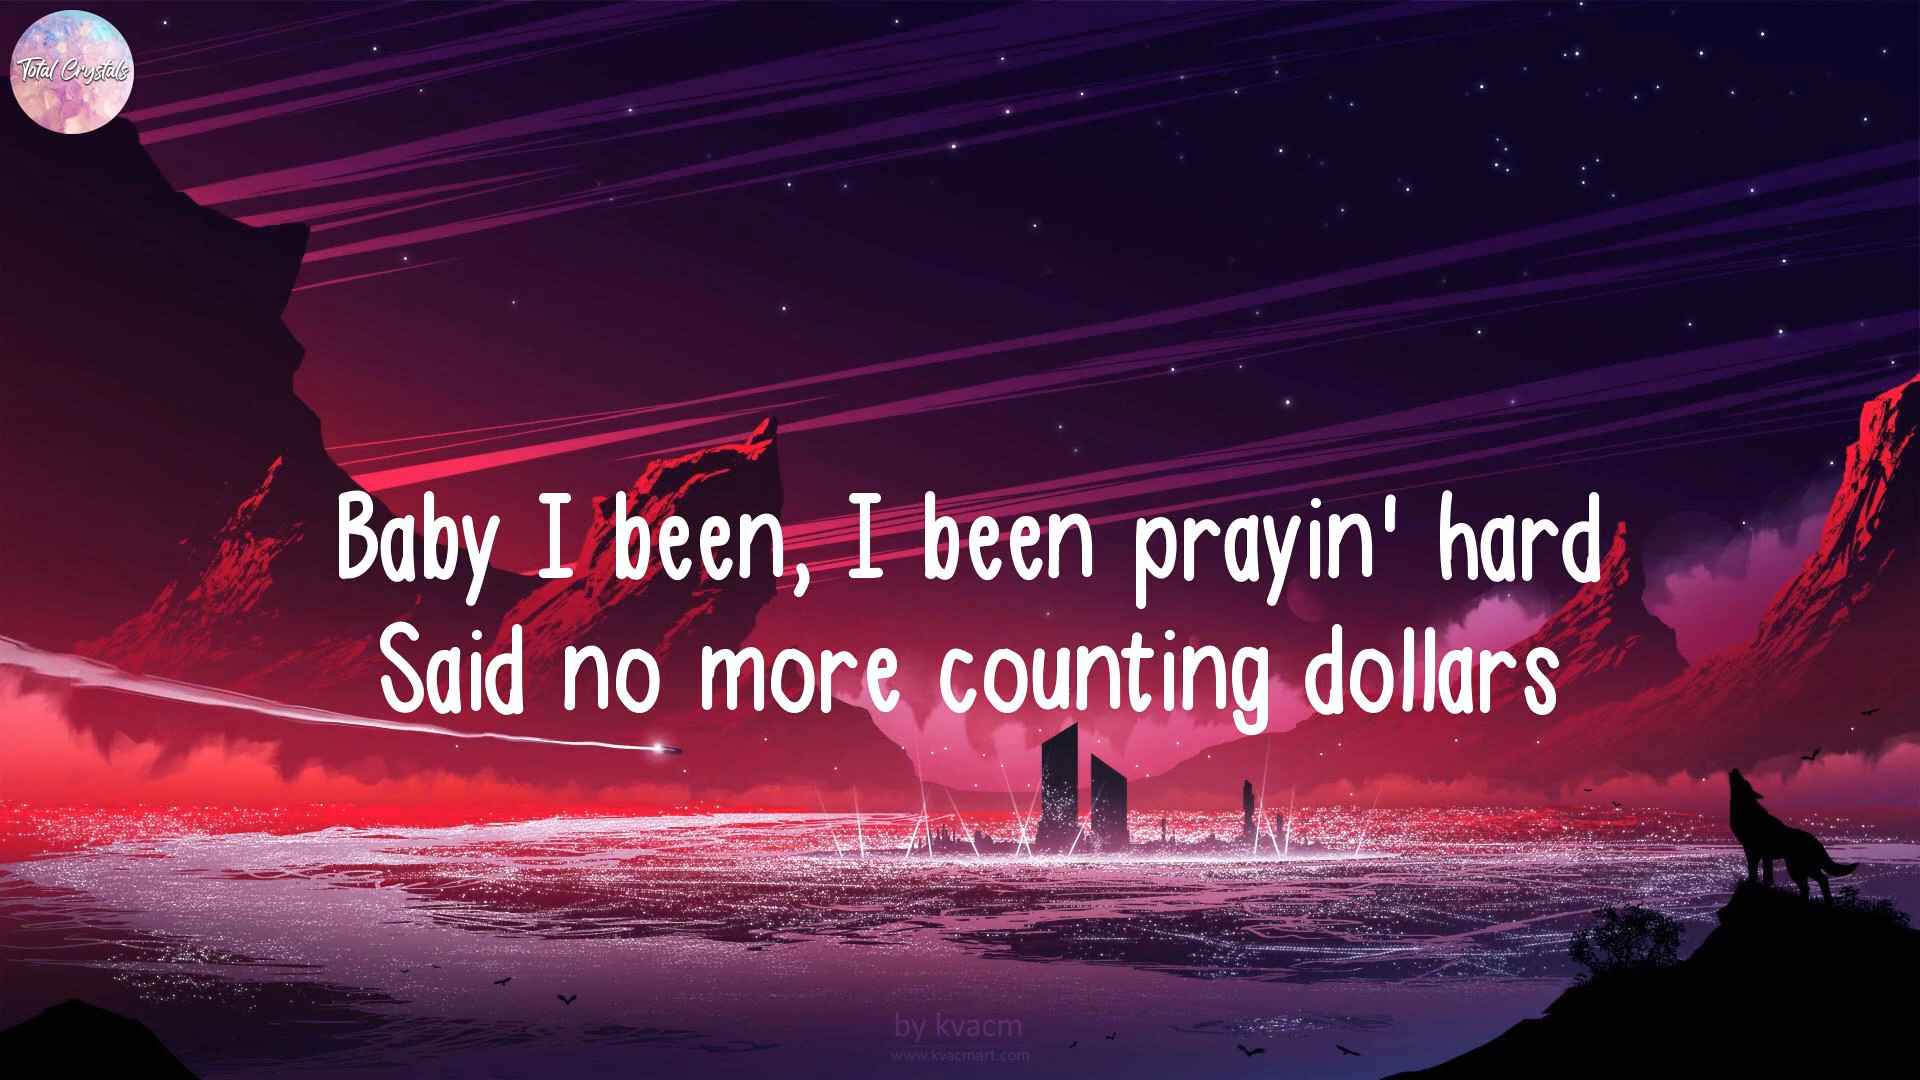 Total Crystals
Baby I been, I been prayin' hard
Said no more counting dollars
by kvacm
www.kvacmart.com